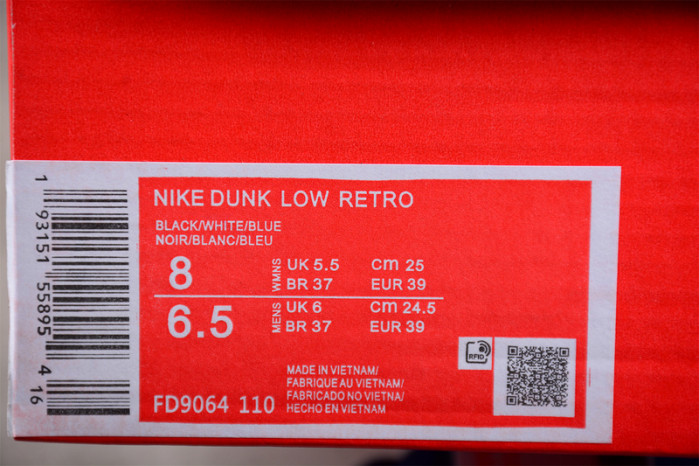 NIKE DUNK LOW RETRO
BLACK/WHITE/BLUE
NOIR/BLANC/BLEU
8 WMNS UK 5.5 cm 25
BR 37 EUR 39
6.5 MENS UK 6 cm 24.5
BR 37 EUR 39
RFID
MADE IN VIETNAM/
FABRIQUE AU VIETNAM/
FABRICADO NO VIETNA/
HECHO EN VIETNAM
FD9064 110
1 93151 55895 4 16